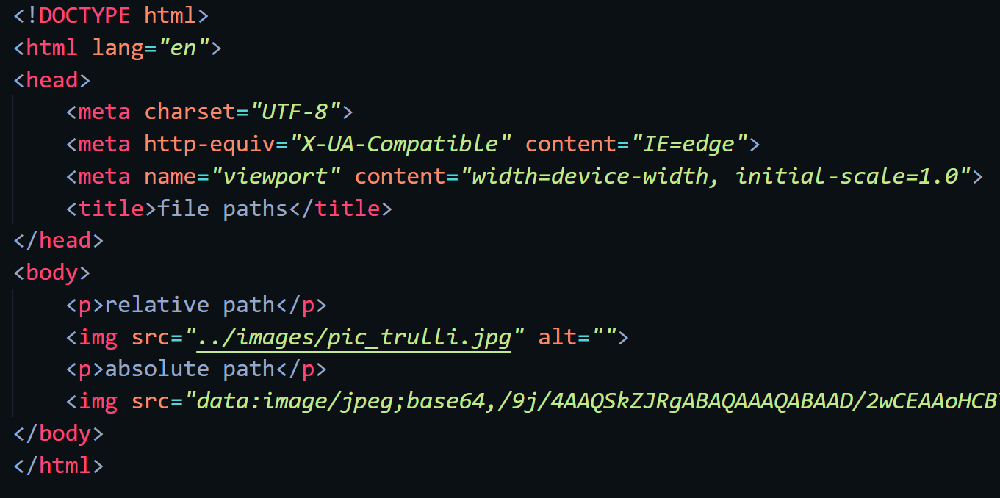 <!DOCTYPE html>
<html lang="en">
<head>
    <meta charset="UTF-8">
    <meta http-equiv="X-UA-Compatible" content="IE=edge">
    <meta name="viewport" content="width=device-width, initial-scale=1.0">
    <title>file paths</title>
</head>
<body>
    <p>relative path</p>
    <img src="../images/pic_trulli.jpg" alt="">
    <p>absolute path</p>
    <img src="data:image/jpeg;base64,/9j/4AAQSkZJRgABAQAAAQABAAD/2wCEAAoHCB
</body>
</html>